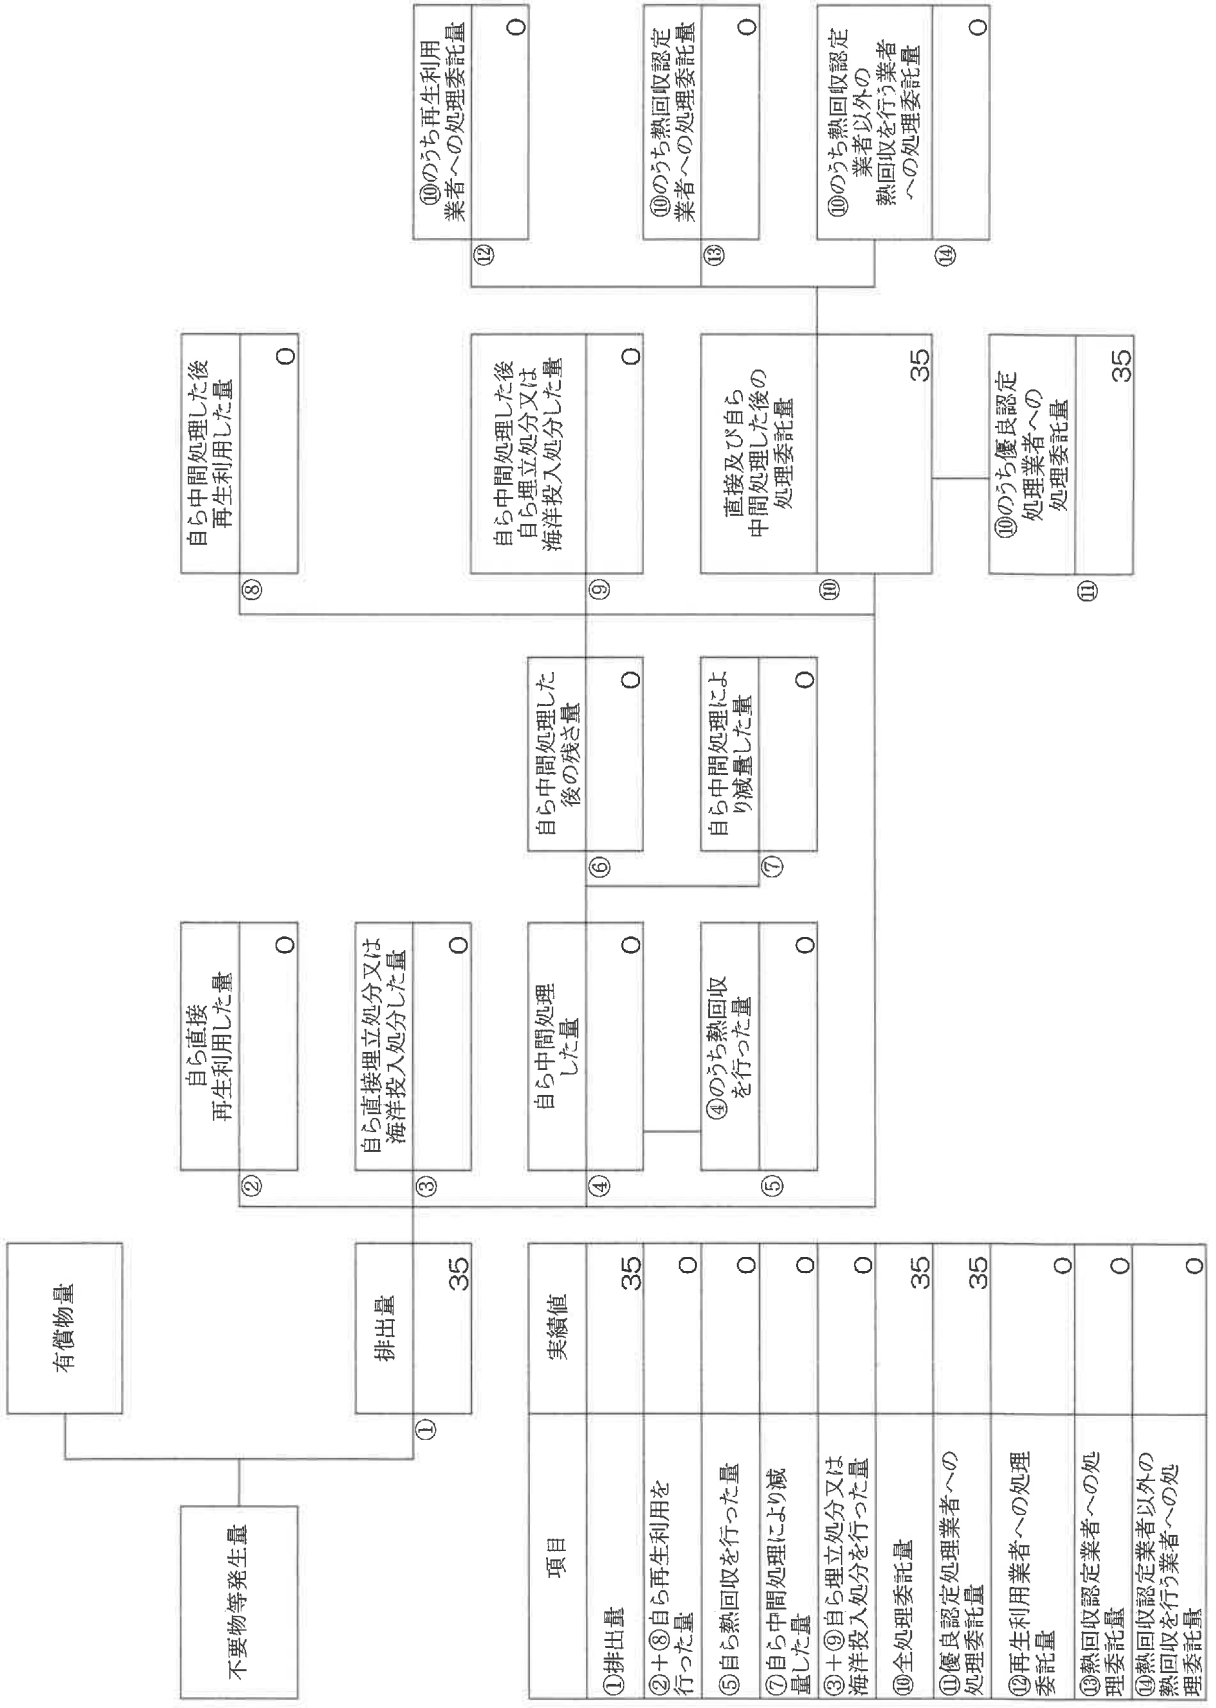 有償物量
不要物等発生量
①
排出量
35
②
自ら直接
再生利用した量
0
③
自ら直接埋立処分又は
海洋投入処分した量
0
④
自ら中間処理
した量
0
⑤
④のうち熱回収
を行った量
0
⑥
自ら中間処理した
後の残さ量
0
⑦
自ら中間処理によ
り減量した量
0
⑧
自ら中間処理した後
再生利用した量
0
⑨
自ら中間処理した後
自ら埋立処分又は
海洋投入処分した量
0
⑩
直接及び自ら
中間処理した後の
処理委託量
35
⑪
⑩のうち優良認定
処理業者への
処理委託量
35
⑫
⑩のうち再生利用
業者への処理委託量
0
⑬
⑩のうち熱回収認定
業者への処理委託量
0
⑭
⑩のうち熱回収認定
業者以外の
熱回収を行う業者
への処理委託量
0
項目 実績値
①排出量 35
②+⑧自ら再生利用を
行った量 0
⑤自ら熱回収を行った量 0
⑦自ら中間処理により減
量した量 0
③+⑨自ら埋立処分又は
海洋投入処分を行った量 0
⑩全処理委託量 35
⑪優良認定処理業者への
処理委託量 35
⑫再生利用業者への処理
委託量 0
⑬熱回収認定業者への処
理委託量 0
⑭熱回収認定業者以外の
熱回収を行う業者への処
理委託量 0